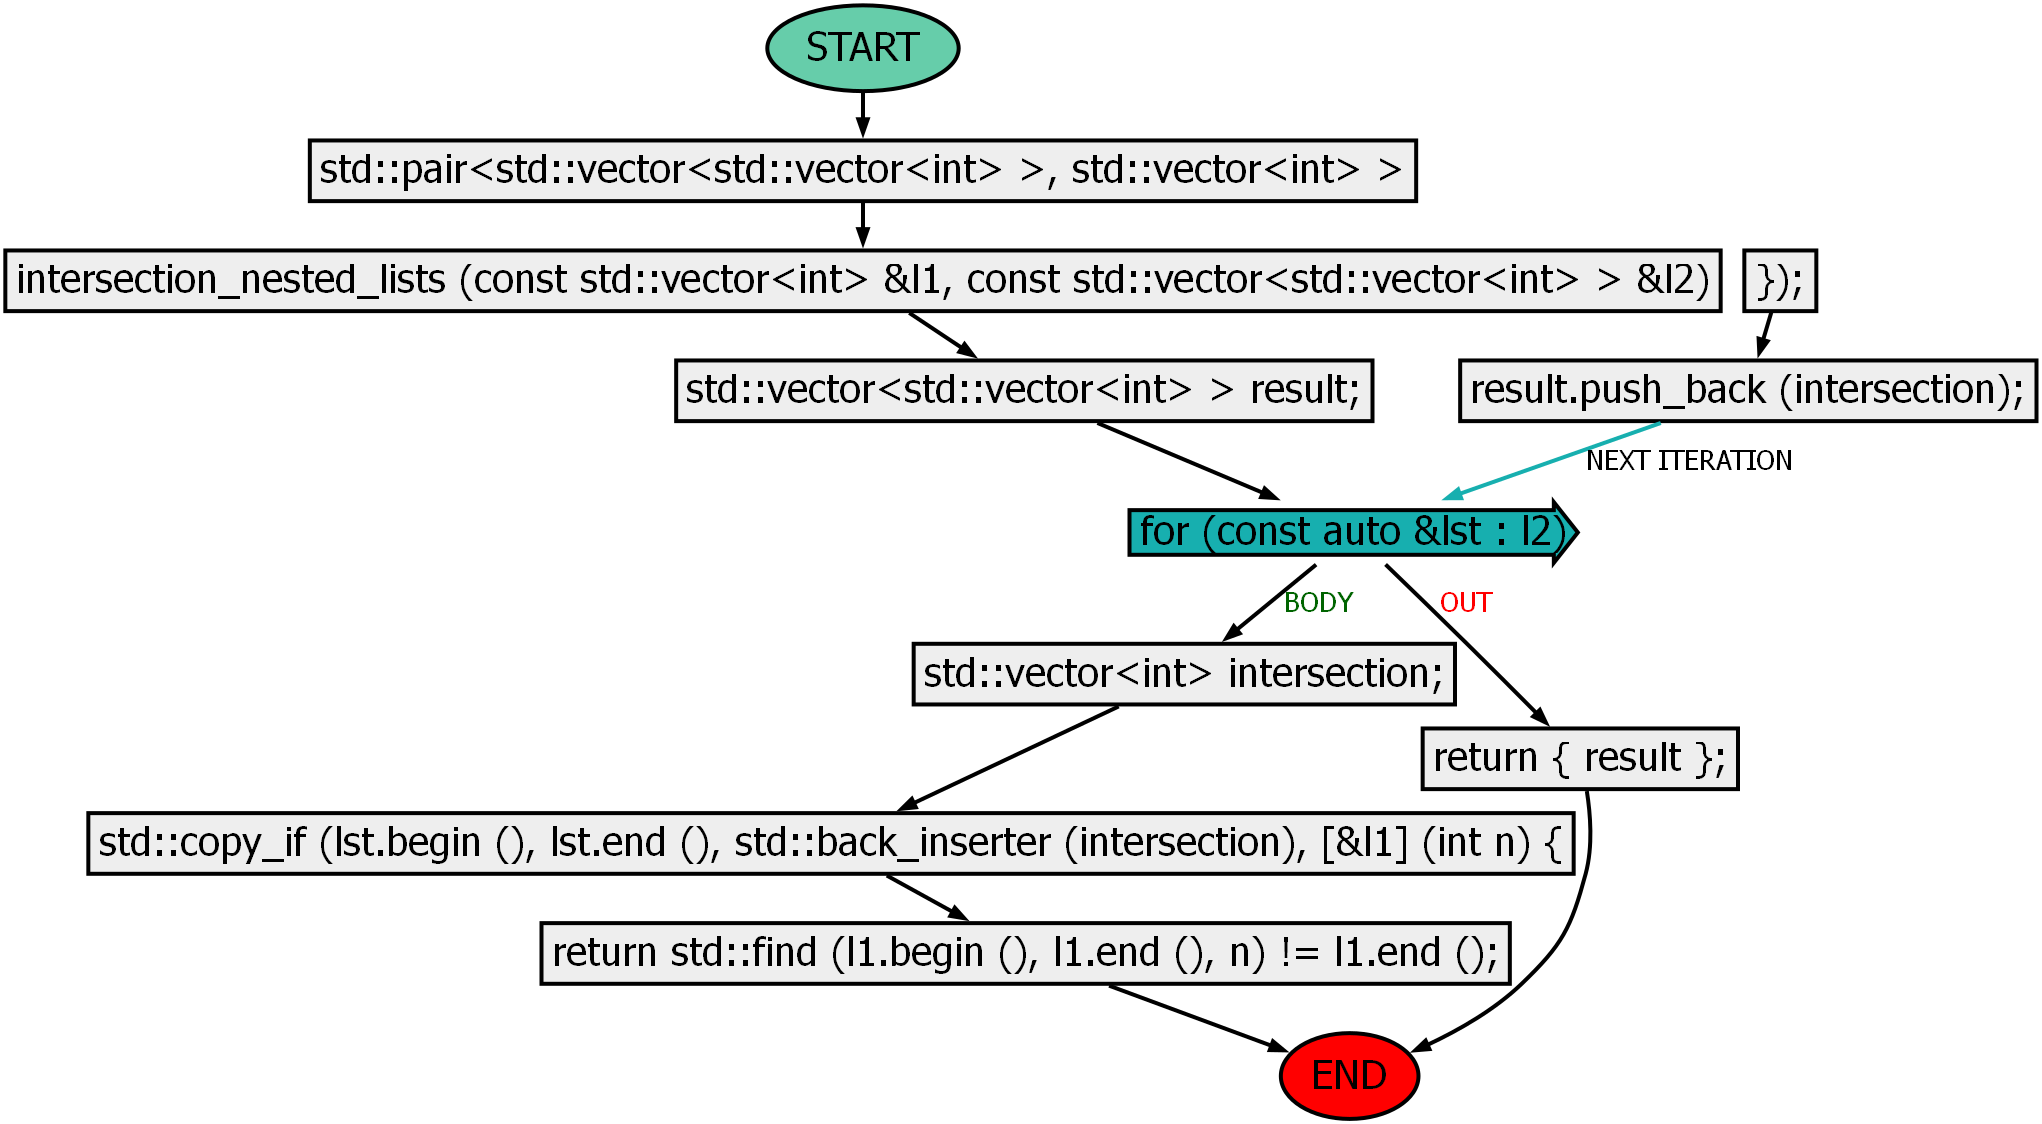 START
std::pair<std::vector<std::vector<int> >, std::vector<int> >
intersection_nested_lists (const std::vector<int> &l1, const std::vector<std::vector<int> > &l2)
});
std::vector<std::vector<int> > result;
result.push_back (intersection);
NEXT ITERATION
for (const auto &lst : l2)
BODY
OUT
std::vector<int> intersection;
return { result };
std::copy_if (lst.begin (), lst.end (), std::back_inserter (intersection), [&l1] (int n) {
return std::find (l1.begin (), l1.end (), n) != l1.end ();
END